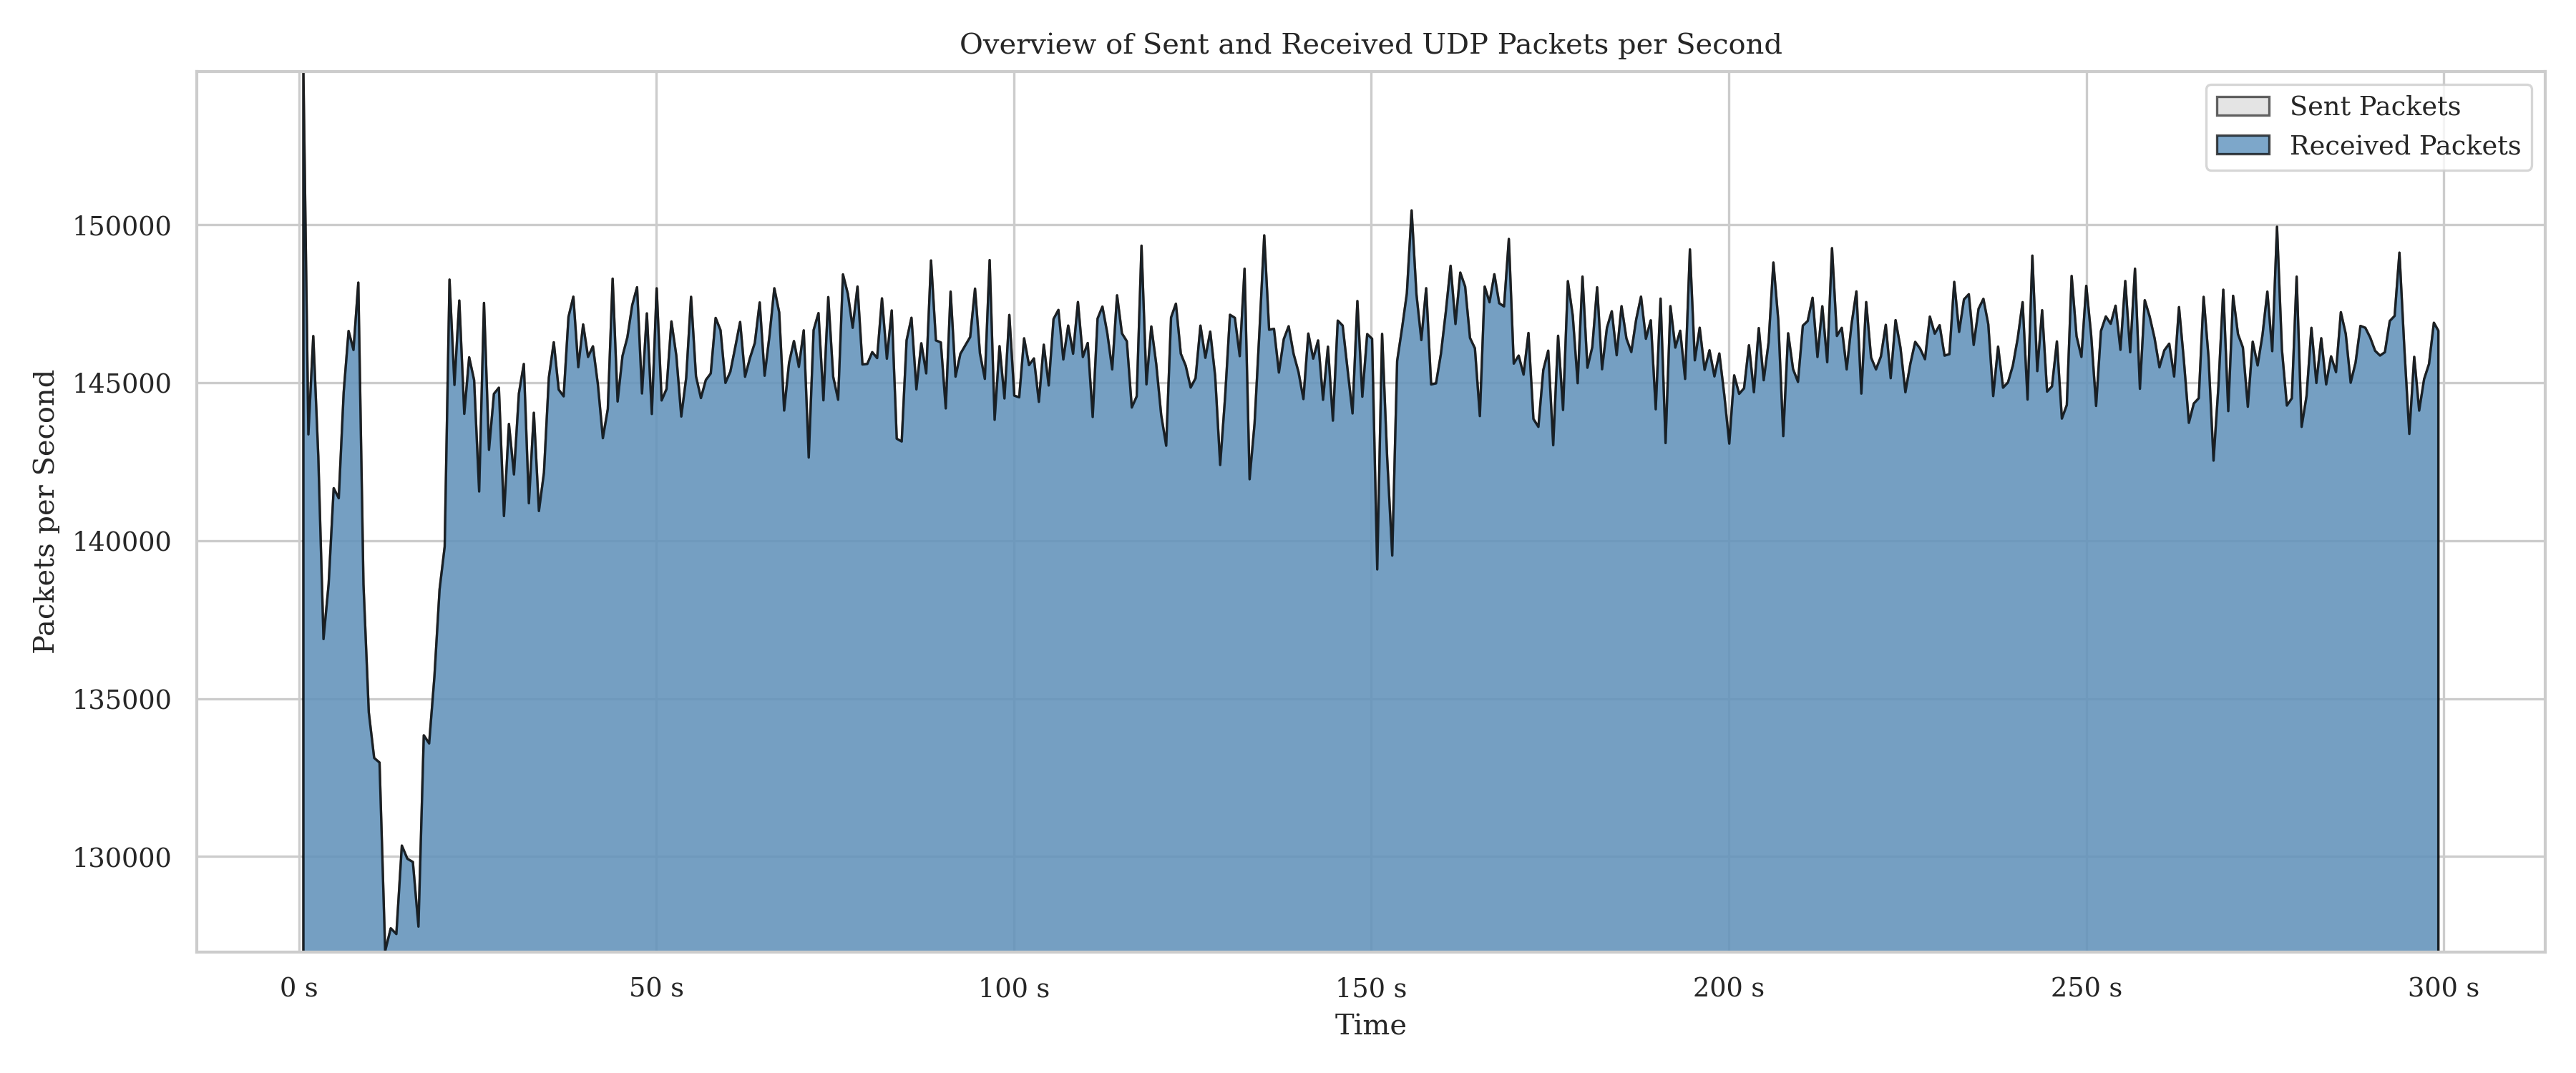 Overview of Sent and Received UDP Packets per Second
Sent Packets
Received Packets
Packets per Second
150000
145000
140000
135000
130000
0 s
50 s
100 s
150 s
200 s
250 s
300 s
Time